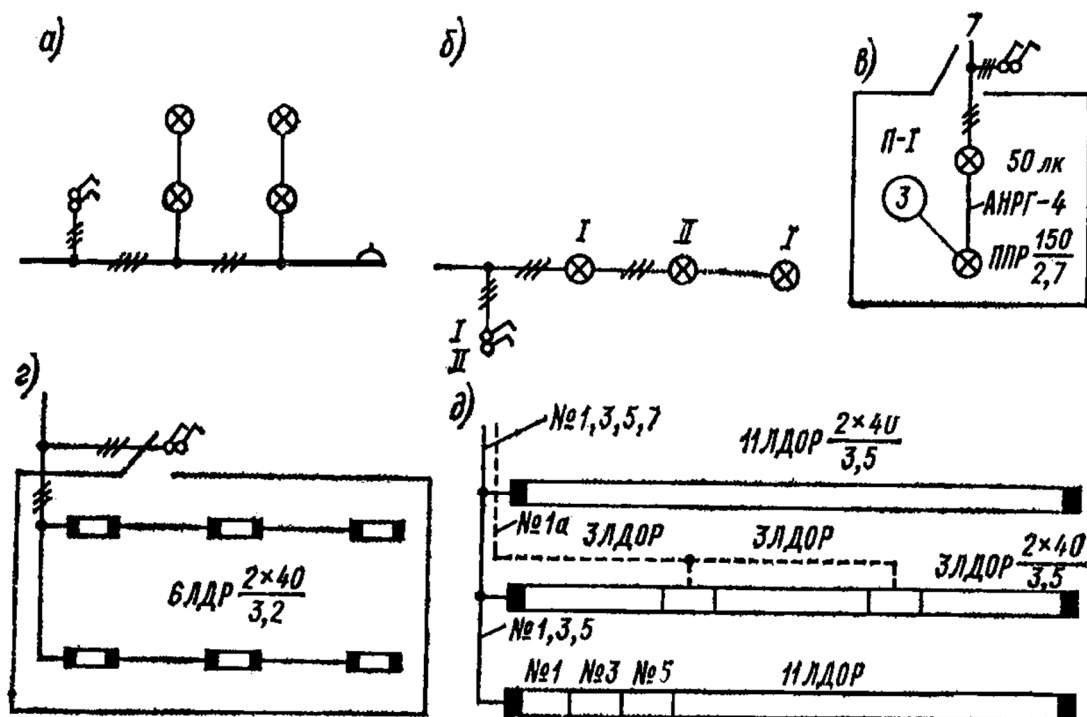 а)
б)
в)
7
П-I
50 лк
3
АНРГ-4
ППР 150
2,7
I
II
I
I
II
г)
6ЛДР 2×40
3,2
д)
№1,3,5,7
11ЛДОР 2×40
3,5
№1а
3ЛДОР
3ЛДОР
3ЛДОР 2×40
3,5
№1,3,5
№1
№3
№5
11ЛДОР